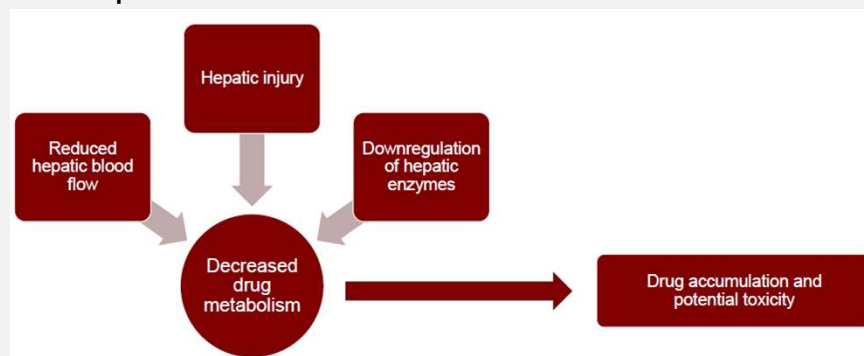 Hepatic injury
Reduced
hepatic blood
flow
Downregulation
of hepatic
enzymes
Decreased
drug
metabolism
Drug accumulation and
potential toxicity